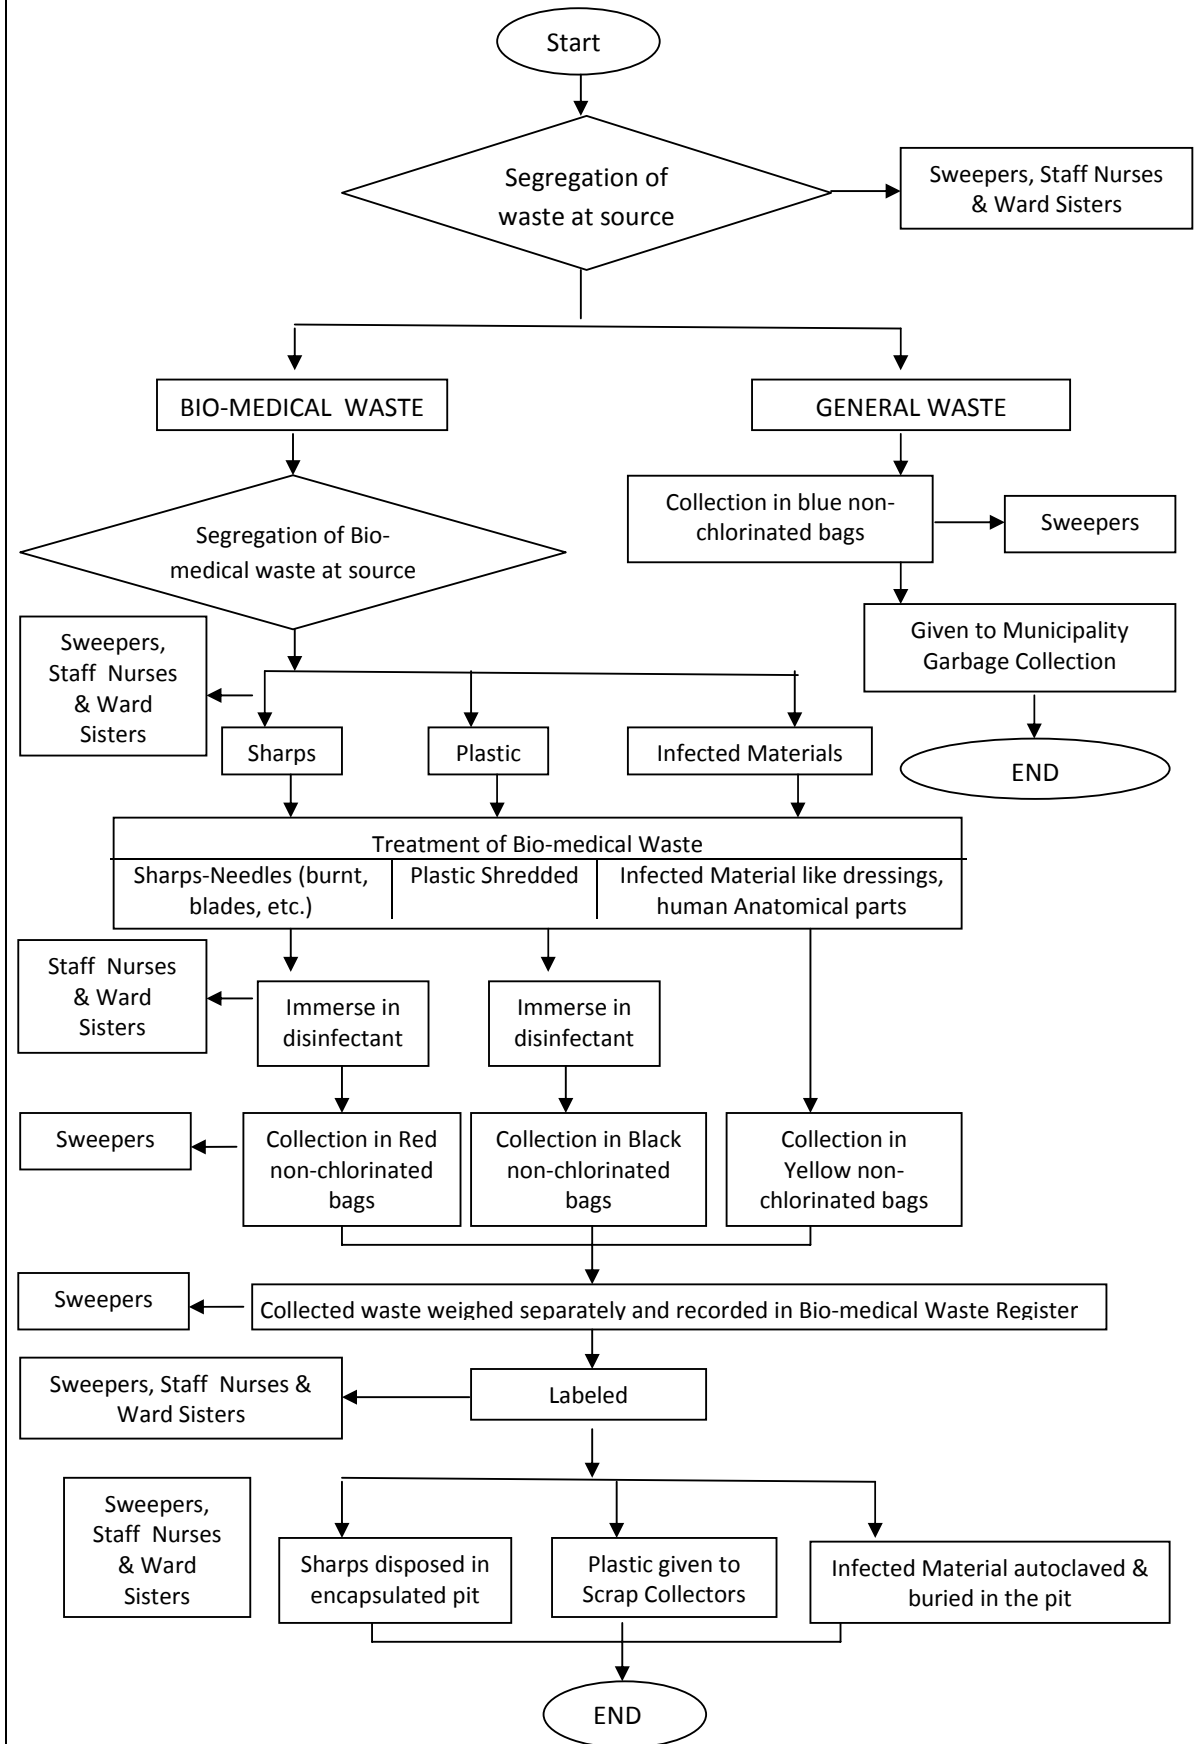 Start
Segregation of
waste at source
Sweepers, Staff Nurses
& Ward Sisters
BIO-MEDICAL WASTE
GENERAL WASTE
Collection in blue non-
chlorinated bags
Sweepers
Segregation of Bio-
medical waste at source
Given to Municipality
Garbage Collection
END
Sweepers,
Staff Nurses
& Ward
Sisters
Sharps
Plastic
Infected Materials
Treatment of Bio-medical Waste
Sharps-Needles (burnt,
blades, etc.)
Plastic Shredded
Infected Material like dressings,
human Anatomical parts
Staff Nurses
& Ward
Sisters
Immerse in
disinfectant
Immerse in
disinfectant
Sweepers
Collection in Red
non-chlorinated
bags
Collection in Black
non-chlorinated
bags
Collection in
Yellow non-
chlorinated bags
Sweepers
Collected waste weighed separately and recorded in Bio-medical Waste Register
Sweepers, Staff Nurses &
Ward Sisters
Labeled
Sweepers,
Staff Nurses
& Ward
Sisters
Sharps disposed in
encapsulated pit
Plastic given to
Scrap Collectors
Infected Material autoclaved &
buried in the pit
END